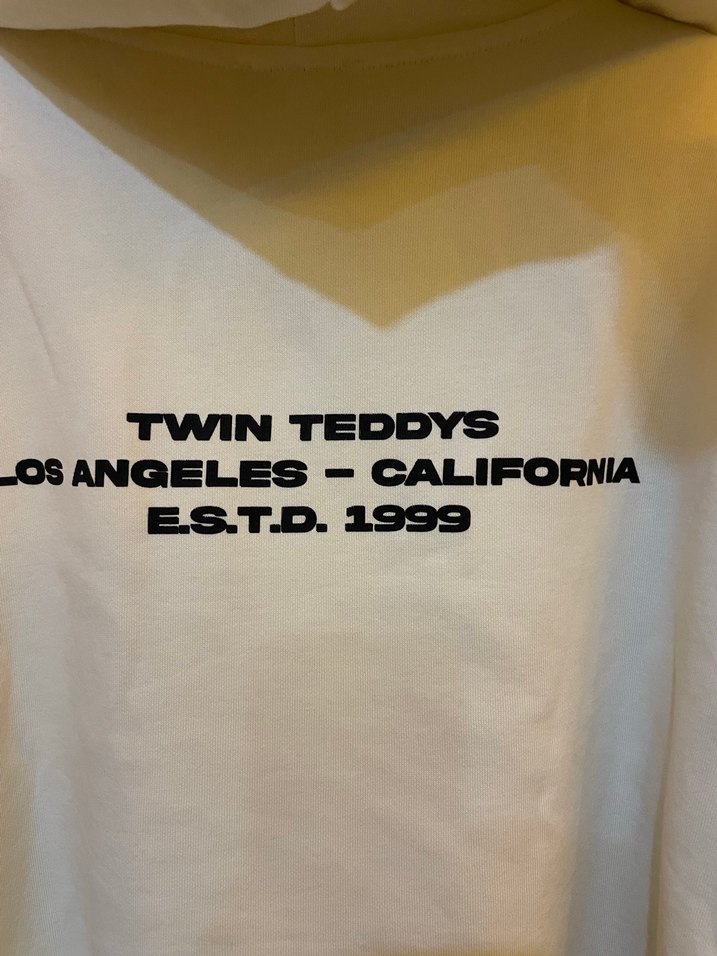 TWIN TEDDYS
LOS ANGELES – CALIFORNIA
E.S.T.D. 1999